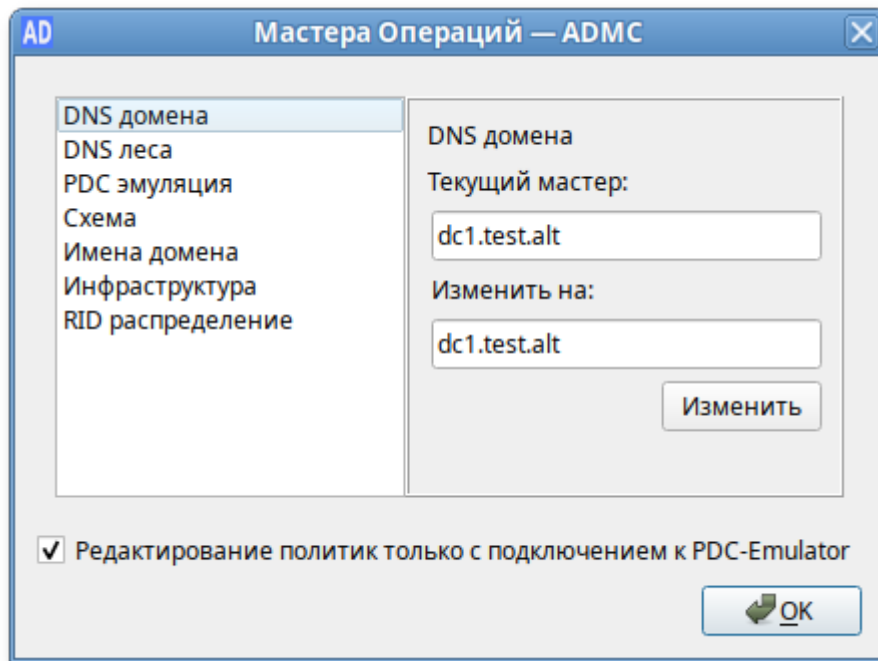 AD Мастера Операций — ADMC
DNS домена
DNS леса
PDC эмуляция
Схема
Имена домена
Инфраструктура
RID распределение
DNS домена
Текущий мастер:
dc1.test.alt
Изменить на:
dc1.test.alt
Изменить
Редактирование политик только с подключением к PDC-Emulator
OK